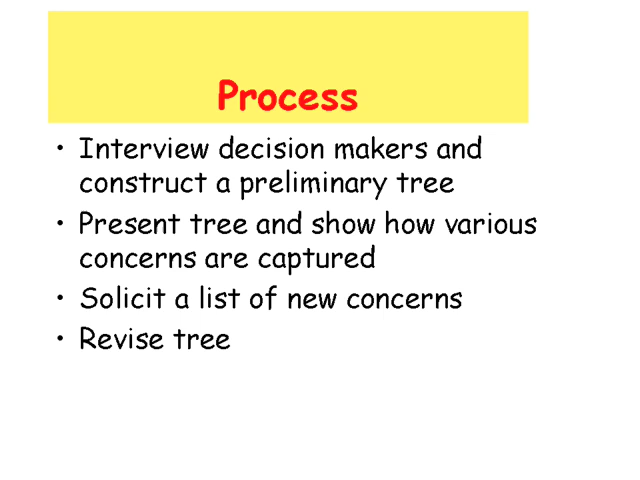 Process
• Interview decision makers and
construct a preliminary tree
• Present tree and show how various
concerns are captured
• Solicit a list of new concerns
• Revise tree